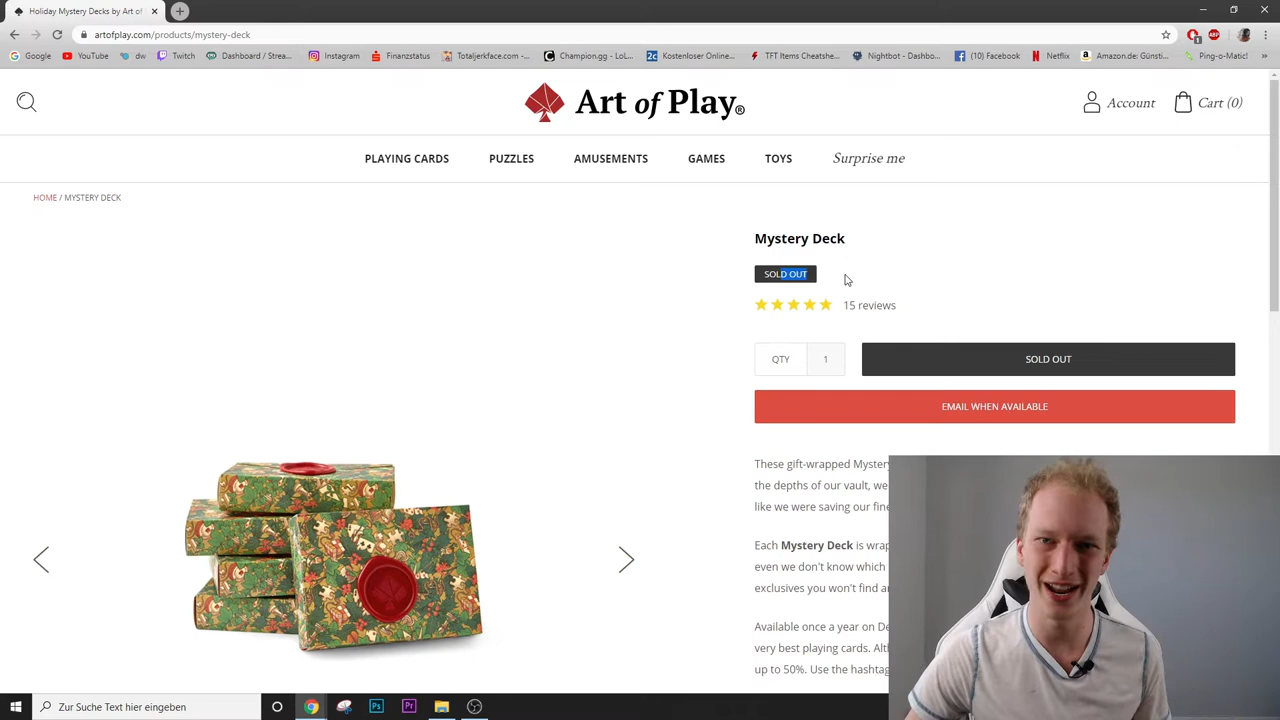 Holiday Mystery Decks by Art of
artofplay.com/products/mystery-deck
Google YouTube Twitch Dashboard / Strea... Instagram Finanzstatus Totaljerkface.com -... Champion.gg - LoL... Kostenloser Online-... TFT Items Cheatshe... Nightbot - Dashbo... (10) Facebook Netflix Amazon.de: Günsti... Ping-o-Matic!
Art of Play®
Account Cart (0)
PLAYING CARDS PUZZLES AMUSEMENTS GAMES TOYS Surprise me
HOME / MYSTERY DECK
Mystery Deck
SOLD OUT
15 reviews
QTY 1 SOLD OUT
EMAIL WHEN AVAILABLE
These gift-wrapped Myster
the depths of our vault, we
like we were saving our fin
Each Mystery Deck is wrap
even we don't know which
exclusives you won't find a
Available once a year on De
very best playing cards. Alt
up to 50%. Use the hashta
Zur Suche Text hier eingeben